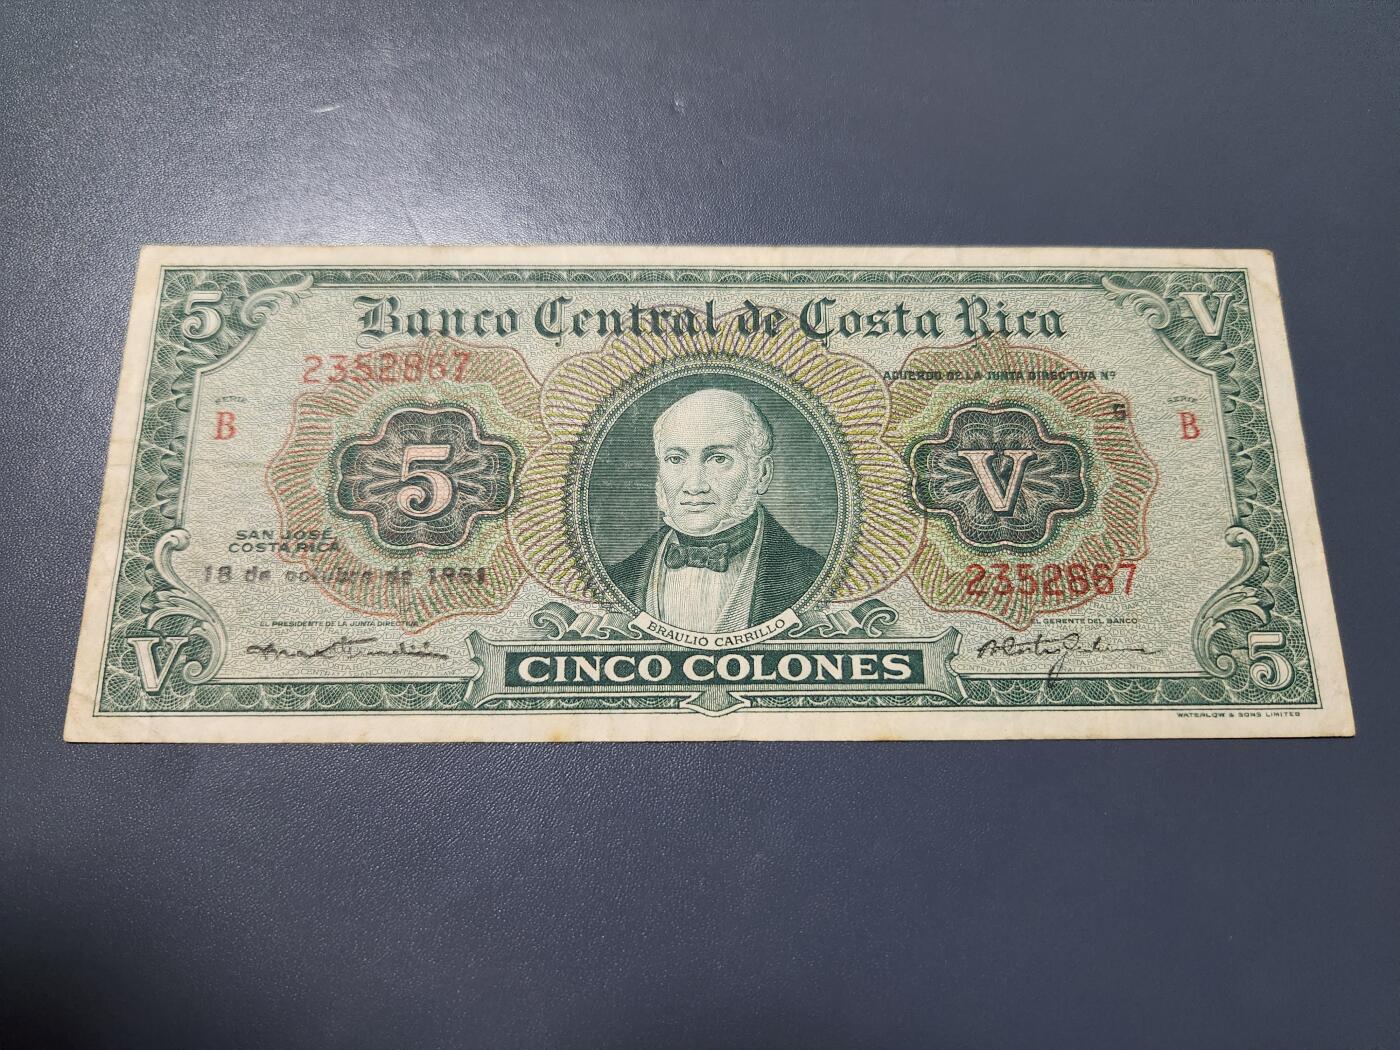 5
V
Banco Central de Costa Rica
2352867
ACUERDO DE LA JUNTA DIRECTIVA Nº
SERIE
B
5
V
SERIE
B
SAN JOSE,
COSTA RICA
18 de octubre de 1961
2352867
EL PRESIDENTE DE LA JUNTA DIRECTIVA
EL GERENTE DEL BANCO
BRAULIO CARRILLO
V
CINCO COLONES
5
WATERLOW & SONS LIMITED